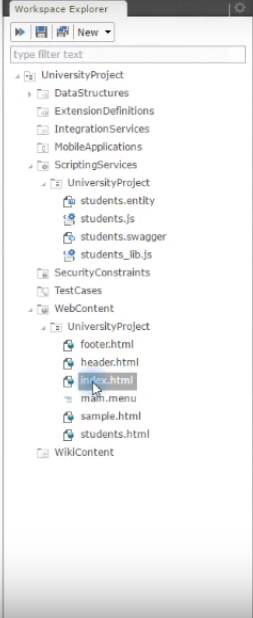 Workspace Explorer
New
type filter text
UniversityProject
DataStructures
ExtensionDefinitions
IntegrationServices
MobileApplications
ScriptingServices
UniversityProject
students.entity
students.js
students.swagger
students_lib.js
SecurityConstraints
TestCases
WebContent
UniversityProject
footer.html
header.html
index.html
main.menu
sample.html
students.html
WikiContent